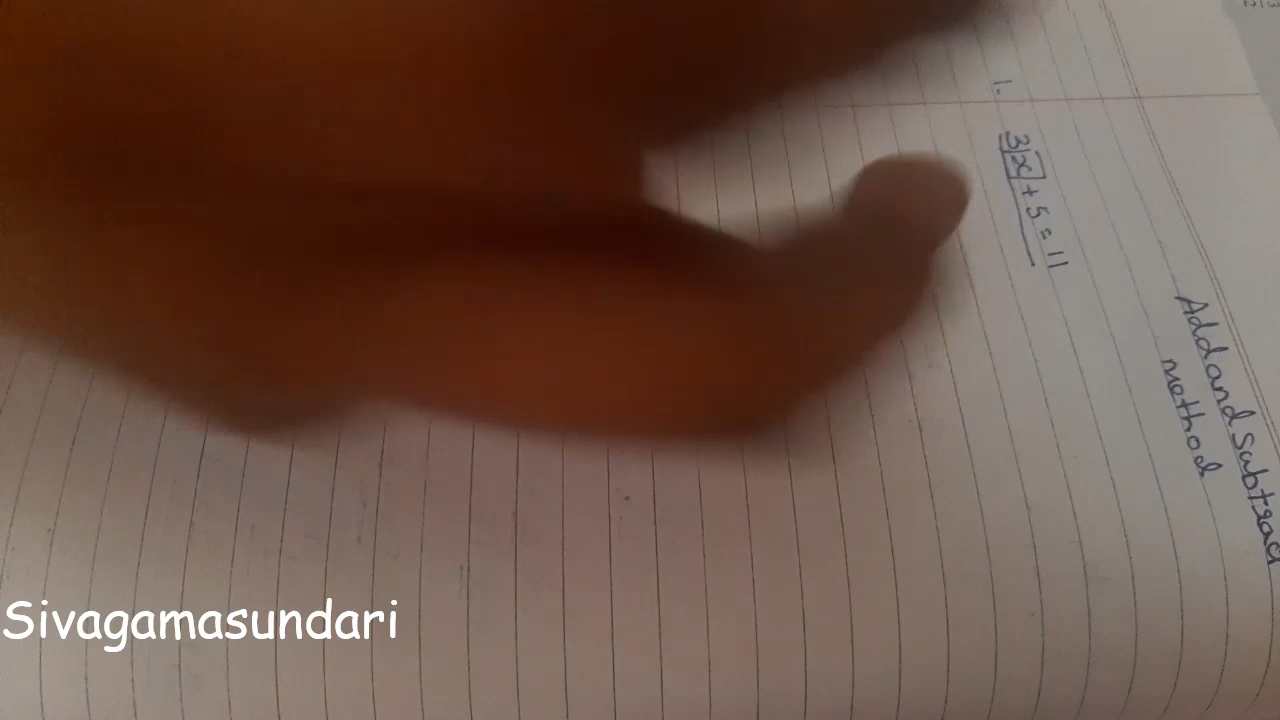 Add and Subtract
method
1. 3x + 5 = 11
Sivagamasundari